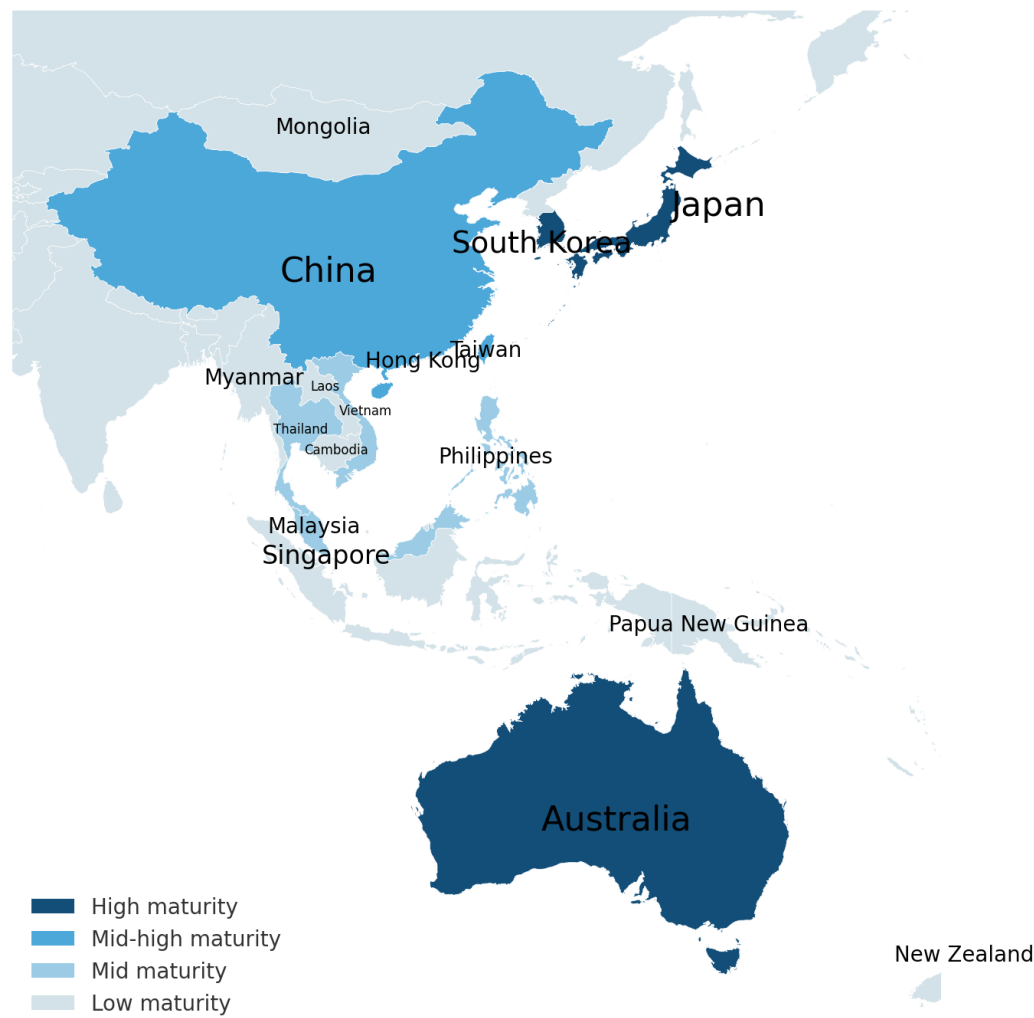 Mongolia
Japan
South Korea
China
Taiwan
Hong Kong
Myanmar
Laos
Vietnam
Thailand
Cambodia
Philippines
Malaysia
Singapore
Papua New Guinea
Australia
New Zealand
High maturity
Mid-high maturity
Mid maturity
Low maturity